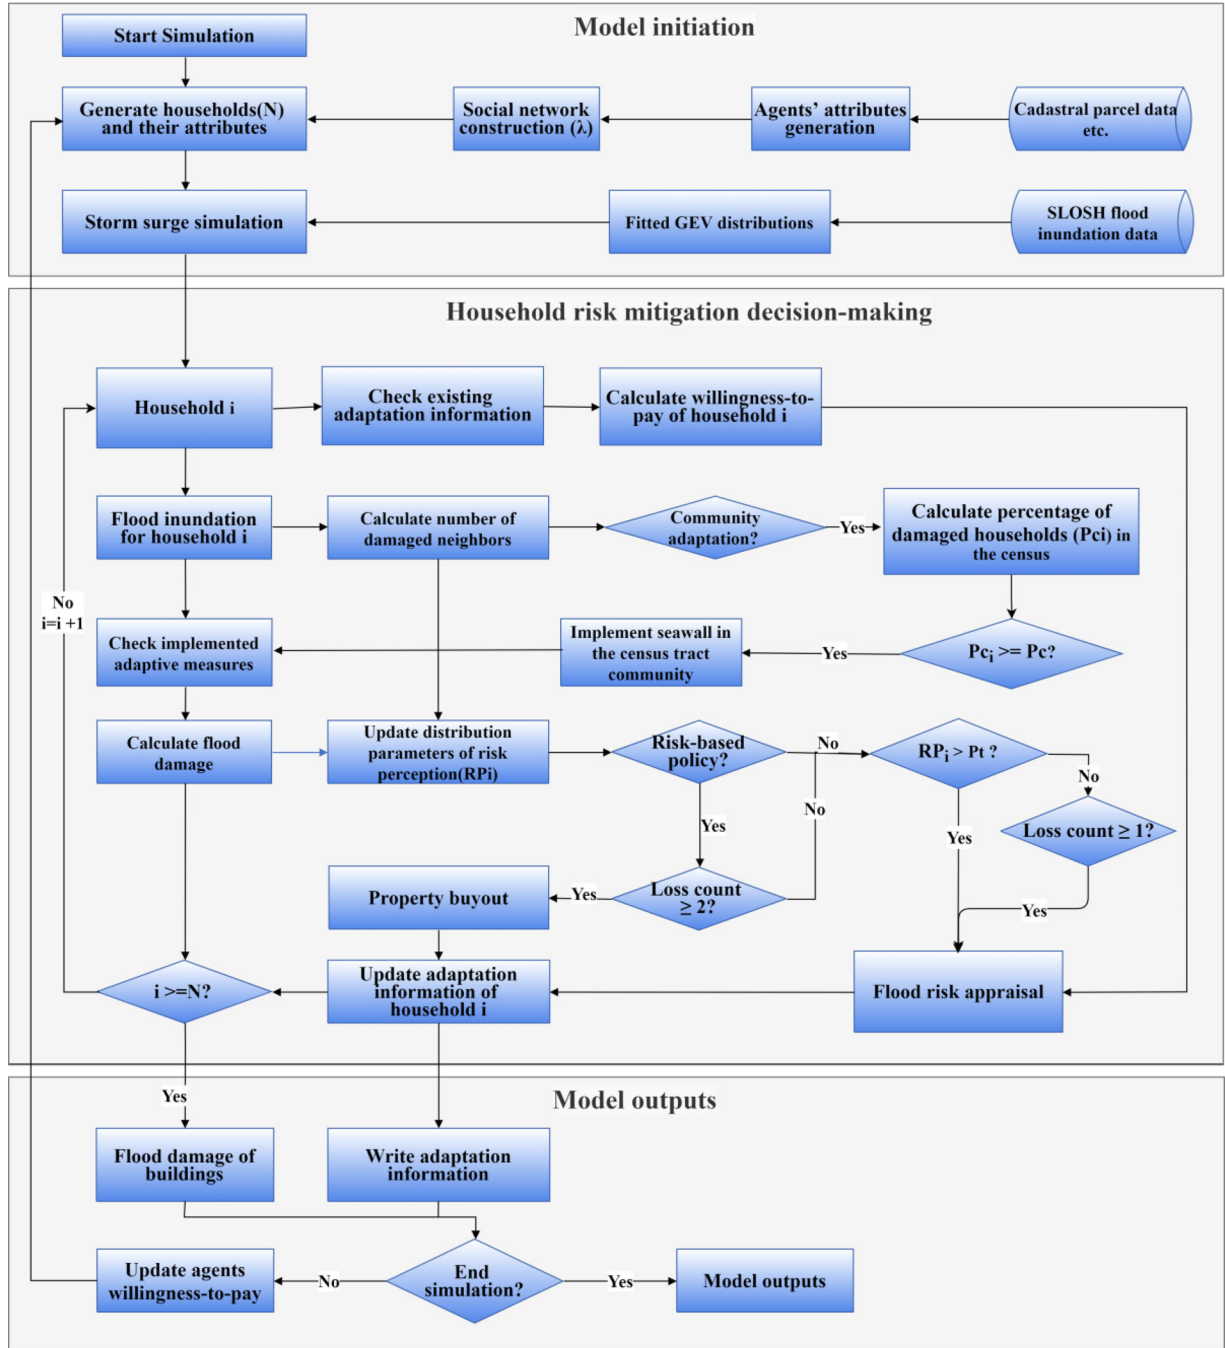 Model initiation
Start Simulation
Generate households(N)
and their attributes
Social network
construction (λ)
Agents' attributes
generation
Cadastral parcel data
etc.
Storm surge simulation
Fitted GEV distributions
SLOSH flood
inundation data
Household risk mitigation decision-making
Household i
Check existing
adaptation information
Calculate willingness-to-
pay of household i
Flood inundation
for household i
Calculate number of
damaged neighbors
Community
adaptation?
Yes
Calculate percentage of
damaged households (Pci) in
the census
No
i=i +1
Check implemented
adaptive measures
Implement seawall in
the census tract
community
Yes
Pci >= Pc?
Calculate flood
damage
Update distribution
parameters of risk
perception(RPi)
Risk-based
policy?
No
RPi > Pt ?
No
No
Yes
Yes
Loss count ≥ 1?
Property buyout
Yes
Loss count
≥ 2?
Yes
i >=N?
Update adaptation
information of
household i
Flood risk appraisal
Yes
Model outputs
Flood damage of
buildings
Write adaptation
information
Update agents
willingness-to-pay
No
End
simulation?
Yes
Model outputs